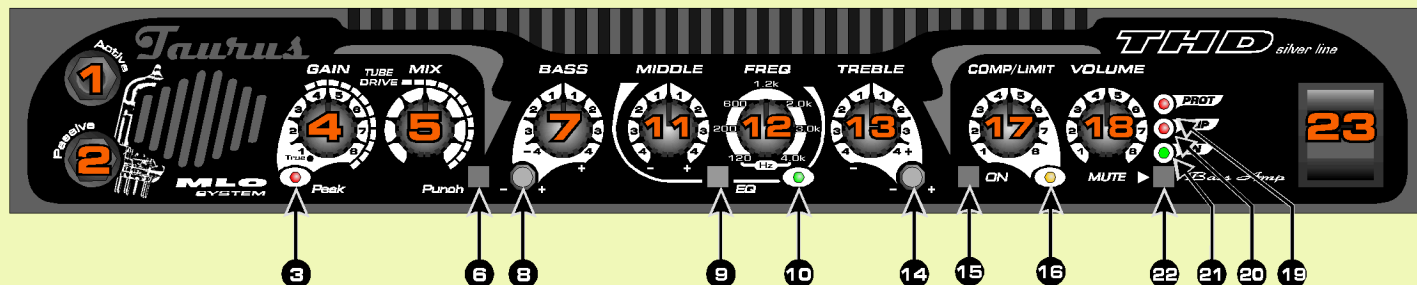 Taurus
THD silver line
Active
Passive
1
2
MLO
SYSTEM
GAIN
TUBE
DRIVE
MIX
4
5
True
Peak
Punch
BASS
7
- +
MIDDLE
11
- +
FREQ
12
120
200
600
1.2k
2.0k
3.0k
4.0k
Hz
EQ
TREBLE
13
- +
COMP/LIMIT
17
ON
VOLUME
18
PROT
MUTE
Bass Amp
23
3
6
8
9
10
14
15
16
22
21
20
19